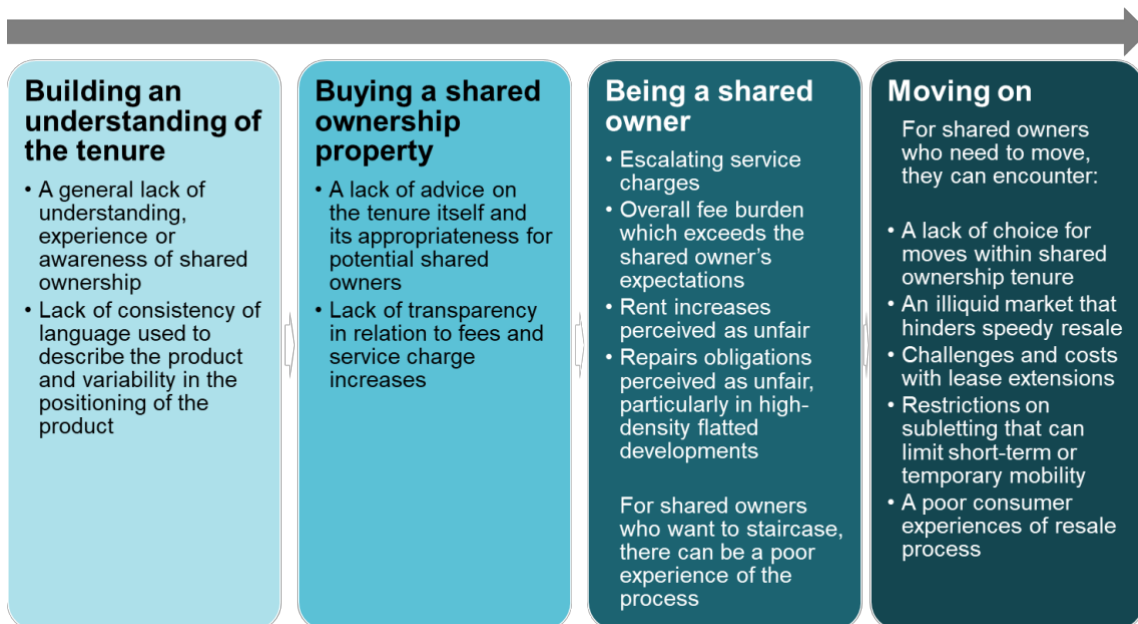 Building an
understanding of
the tenure
• A general lack of
understanding,
experience or
awareness of shared
ownership
• Lack of consistency of
language used to
describe the product
and variability in the
positioning of the
product
Buying a shared
ownership
property
• A lack of advice on
the tenure itself and
its appropriateness for
potential shared
owners
• Lack of transparency
in relation to fees and
service charge
increases
Being a shared
owner
• Escalating service
charges
• Overall fee burden
which exceeds the
shared owner's
expectations
• Rent increases
perceived as unfair
• Repairs obligations
perceived as unfair,
particularly in high-
density flatted
developments
For shared owners
who want to staircase,
there can be a poor
experience of the
process
Moving on
For shared owners
who need to move,
they can encounter:
• A lack of choice for
moves within shared
ownership tenure
• An illiquid market that
hinders speedy resale
• Challenges and costs
with lease extensions
• Restrictions on
subletting that can
limit short-term or
temporary mobility
• A poor consumer
experiences of resale
process